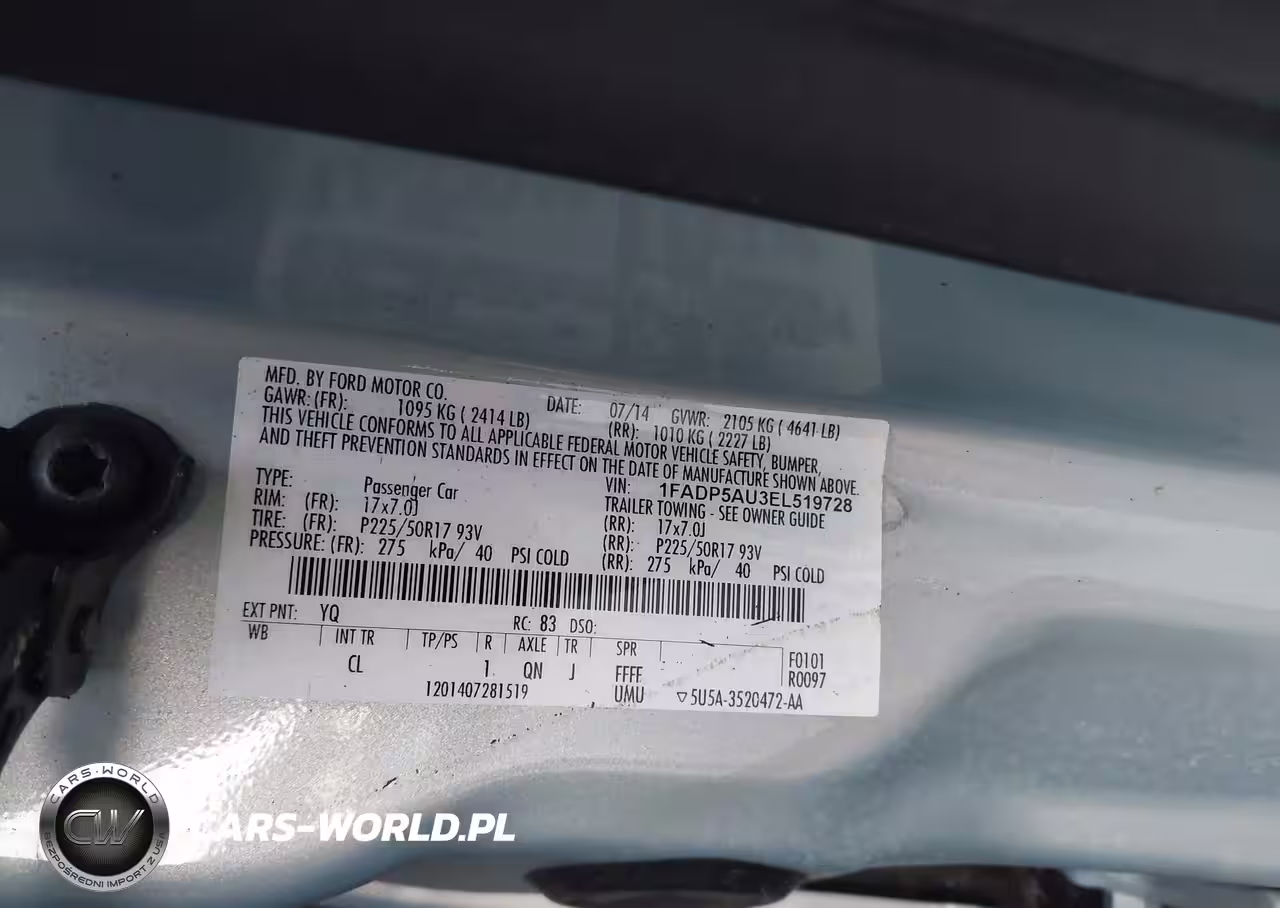 MFD. BY FORD MOTOR CO. DATE: 07/14 GVWR: 2105 KG ( 4641 LB)
GAWR: (FR): 1095 KG ( 2414 LB) (RR): 1010 KG ( 2227 LB)
THIS VEHICLE CONFORMS TO ALL APPLICABLE FEDERAL MOTOR VEHICLE SAFETY, BUMPER,
AND THEFT PREVENTION STANDARDS IN EFFECT ON THE DATE OF MANUFACTURE SHOWN ABOVE.
VIN: 1FADP5AU3EL519728
TYPE: Passenger Car TRAILER TOWING - SEE OWNER GUIDE
RIM: (FR): 17x7.0J (RR): 17x7.0J
TIRE: (FR): P225/50R17 93V (RR): P225/50R17 93V
PRESSURE: (FR): 275 kPa/ 40 PSI COLD (RR): 275 kPa/ 40 PSI COLD
EXT PNT: YQ RC: 83 DSO:
WB INT TR TP/PS R AXLE TR SPR
CL 1 QN J FFFF F0101
1201407281519 UMU R0097
▽5U5A-3520472-AA
CARS-WORLD
CW
BEZPOŚREDNI IMPORT Z USA
CARS-WORLD.PL